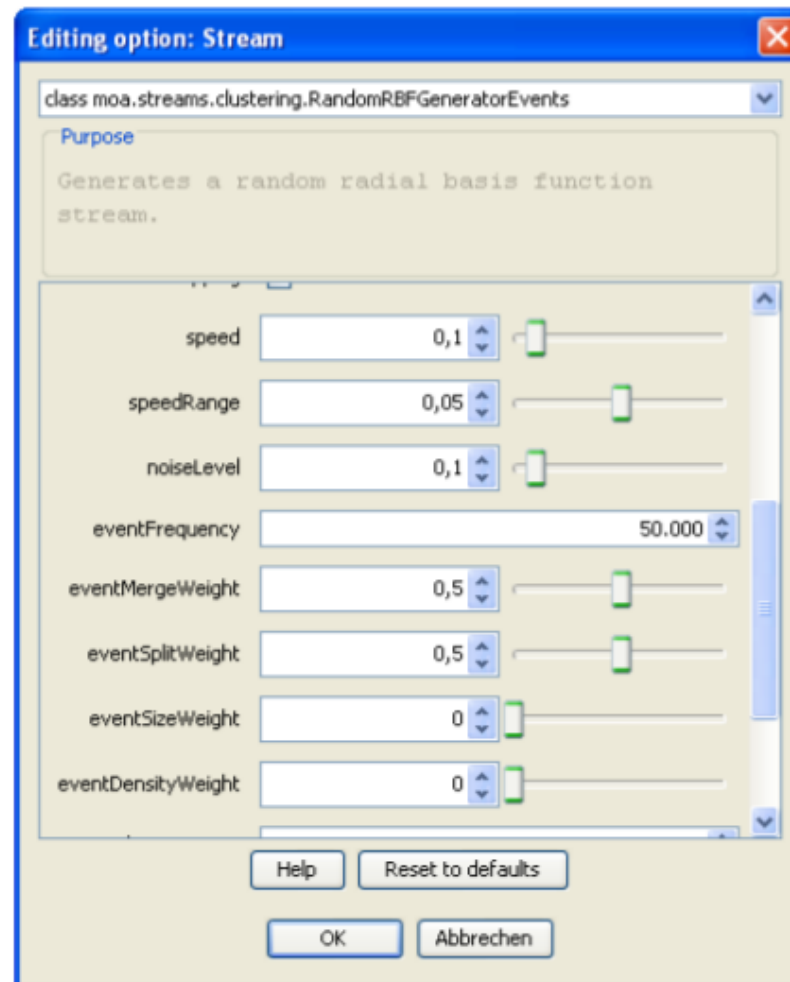 Editing option: Stream
class moa.streams.clustering.RandomRBFGeneratorEvents
Purpose
Generates a random radial basis function
stream.
speed 0,1
speedRange 0,05
noiseLevel 0,1
eventFrequency 50.000
eventMergeWeight 0,5
eventSplitWeight 0,5
eventSizeWeight 0
eventDensityWeight 0
Help Reset to defaults
OK Abbrechen